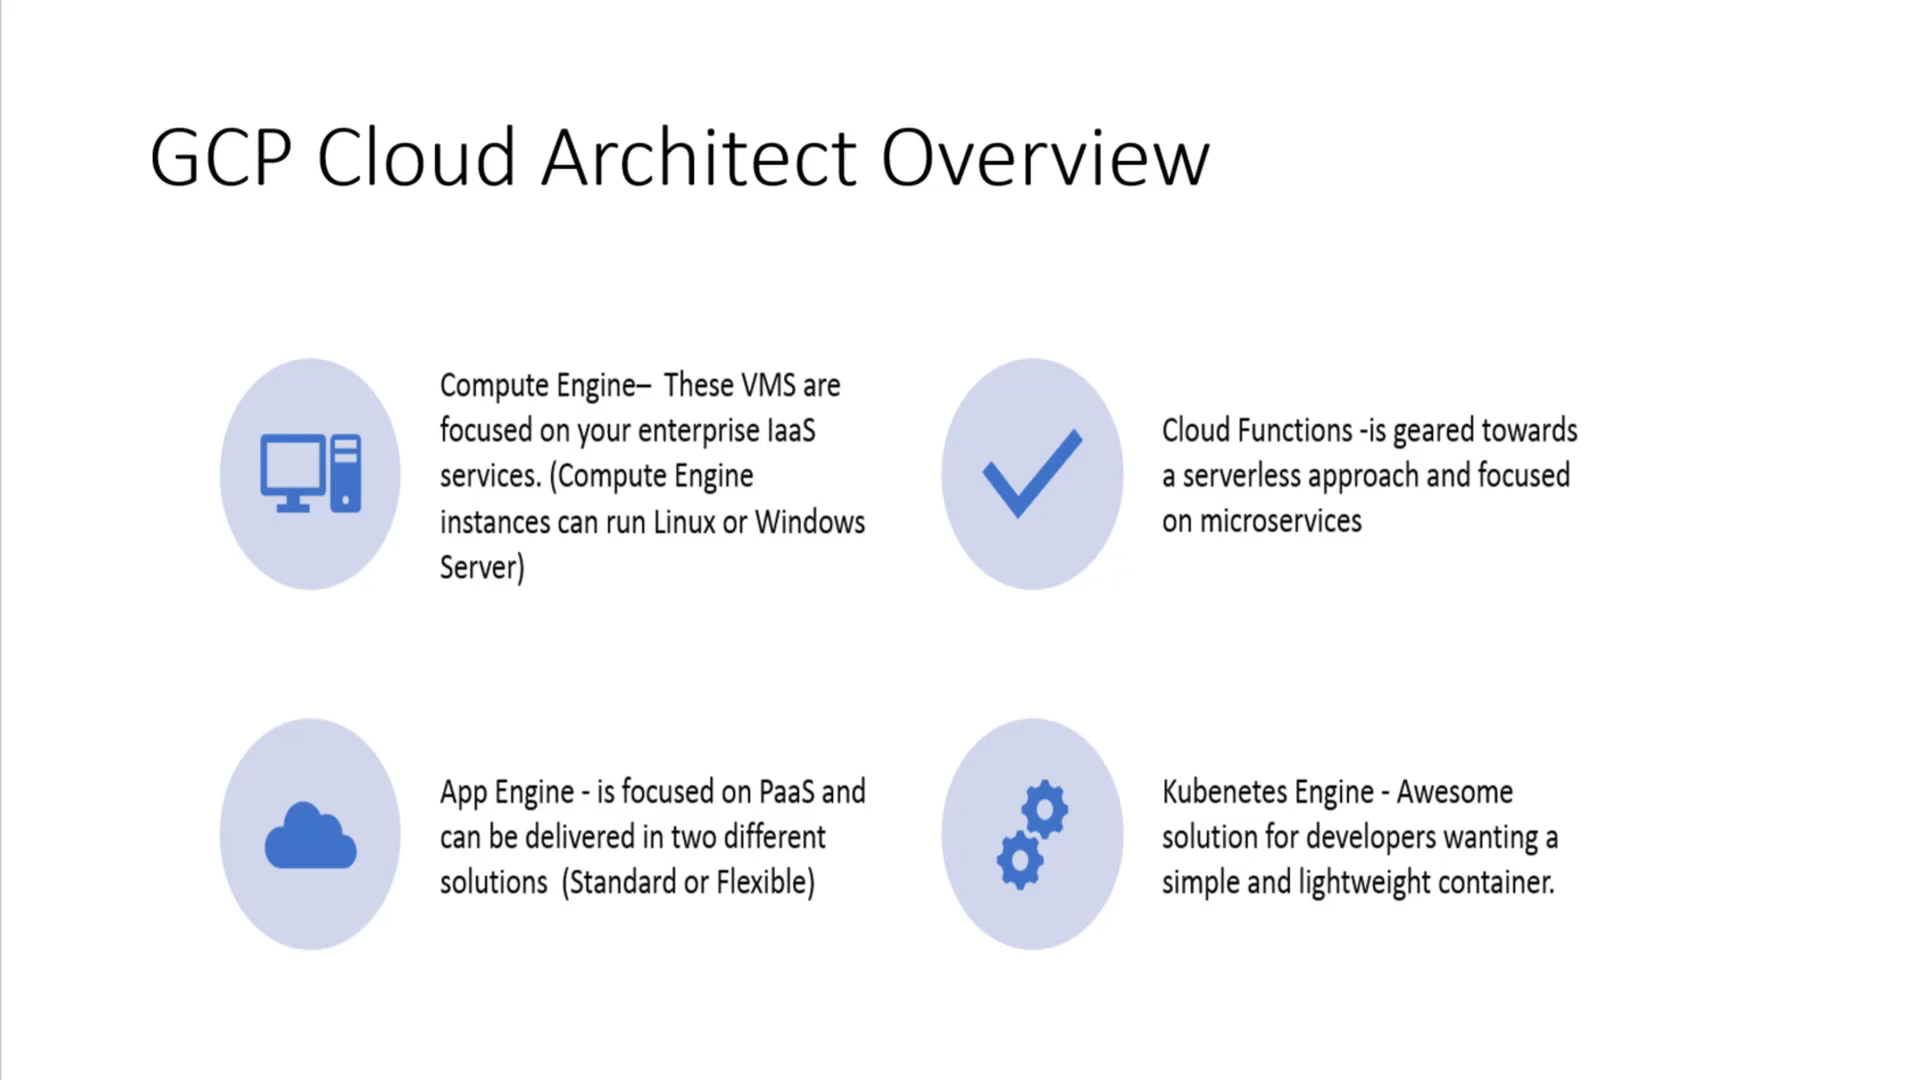 GCP Cloud Architect Overview
Compute Engine–  These VMS are
focused on your enterprise IaaS
services. (Compute Engine
instances can run Linux or Windows
Server)
Cloud Functions -is geared towards
a serverless approach and focused
on microservices
App Engine - is focused on PaaS and
can be delivered in two different
solutions  (Standard or Flexible)
Kubenetes Engine - Awesome
solution for developers wanting a
simple and lightweight container.